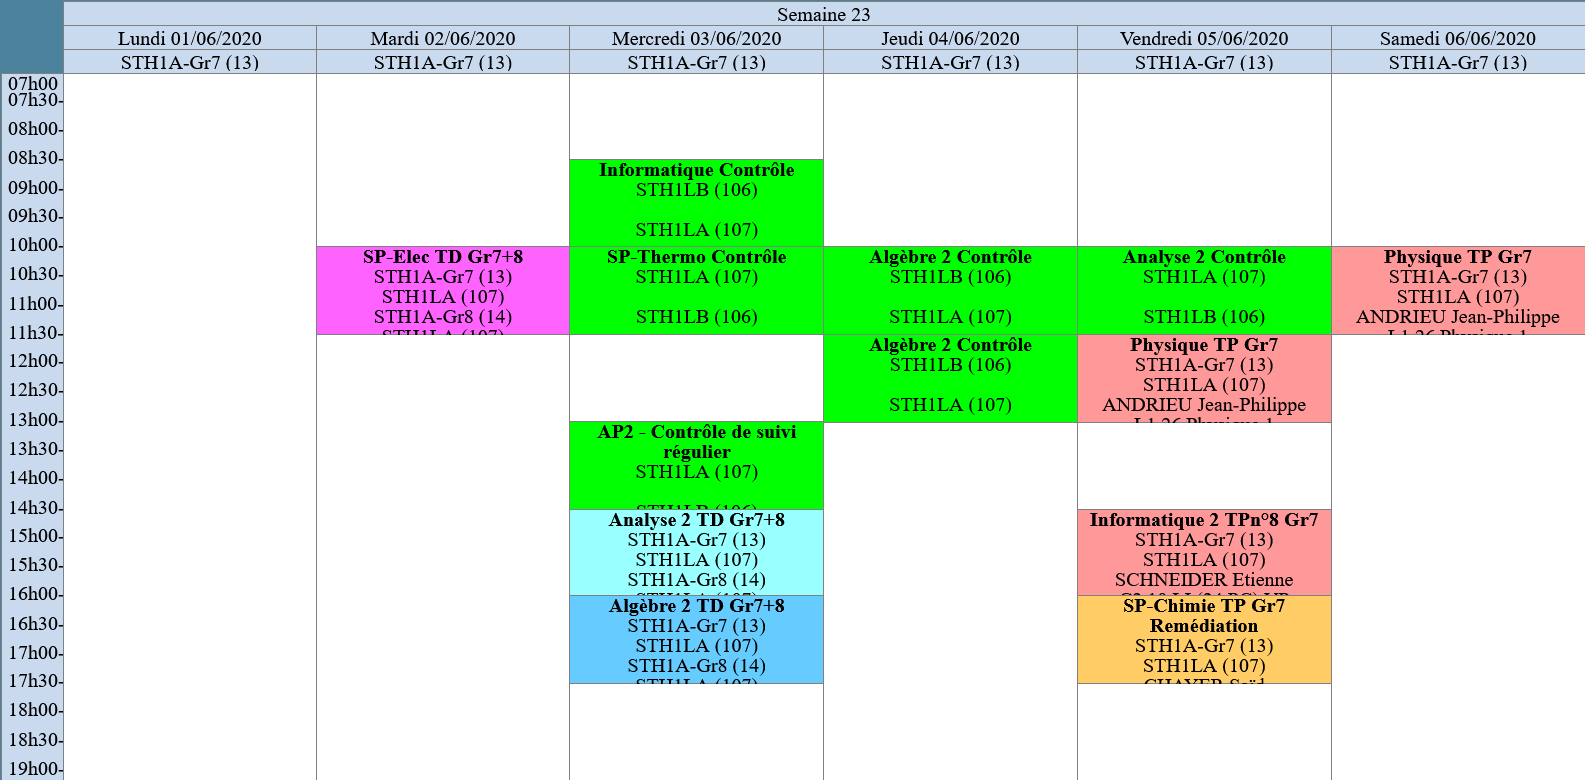 Semaine 23
Lundi 01/06/2020
Mardi 02/06/2020
Mercredi 03/06/2020
Jeudi 04/06/2020
Vendredi 05/06/2020
Samedi 06/06/2020
STH1A-Gr7 (13)
STH1A-Gr7 (13)
STH1A-Gr7 (13)
STH1A-Gr7 (13)
STH1A-Gr7 (13)
STH1A-Gr7 (13)
07h00
07h30
08h00
08h30
09h00
09h30
10h00
10h30
11h00
11h30
12h00
12h30
13h00
13h30
14h00
14h30
15h00
15h30
16h00
16h30
17h00
17h30
18h00
18h30
19h00
SP-Elec TD Gr7+8
STH1A-Gr7 (13)
STH1LA (107)
STH1A-Gr8 (14)
STH1LA (107)
Informatique Contrôle
STH1LB (106)
STH1LA (107)
SP-Thermo Contrôle
STH1LA (107)
STH1LB (106)
AP2 - Contrôle de suivi
régulier
STH1LA (107)
STH1LB (106)
Analyse 2 TD Gr7+8
STH1A-Gr7 (13)
STH1LA (107)
STH1A-Gr8 (14)
Algèbre 2 TD Gr7+8
STH1A-Gr7 (13)
STH1LA (107)
STH1A-Gr8 (14)
STH1LA (107)
Algèbre 2 Contrôle
STH1LB (106)
STH1LA (107)
Algèbre 2 Contrôle
STH1LB (106)
STH1LA (107)
Analyse 2 Contrôle
STH1LA (107)
STH1LB (106)
Physique TP Gr7
STH1A-Gr7 (13)
STH1LA (107)
ANDRIEU Jean-Philippe
Informatique 2 TPn°8 Gr7
STH1A-Gr7 (13)
STH1LA (107)
SCHNEIDER Etienne
SP-Chimie TP Gr7
Remédiation
STH1A-Gr7 (13)
STH1LA (107)
Physique TP Gr7
STH1A-Gr7 (13)
STH1LA (107)
ANDRIEU Jean-Philippe